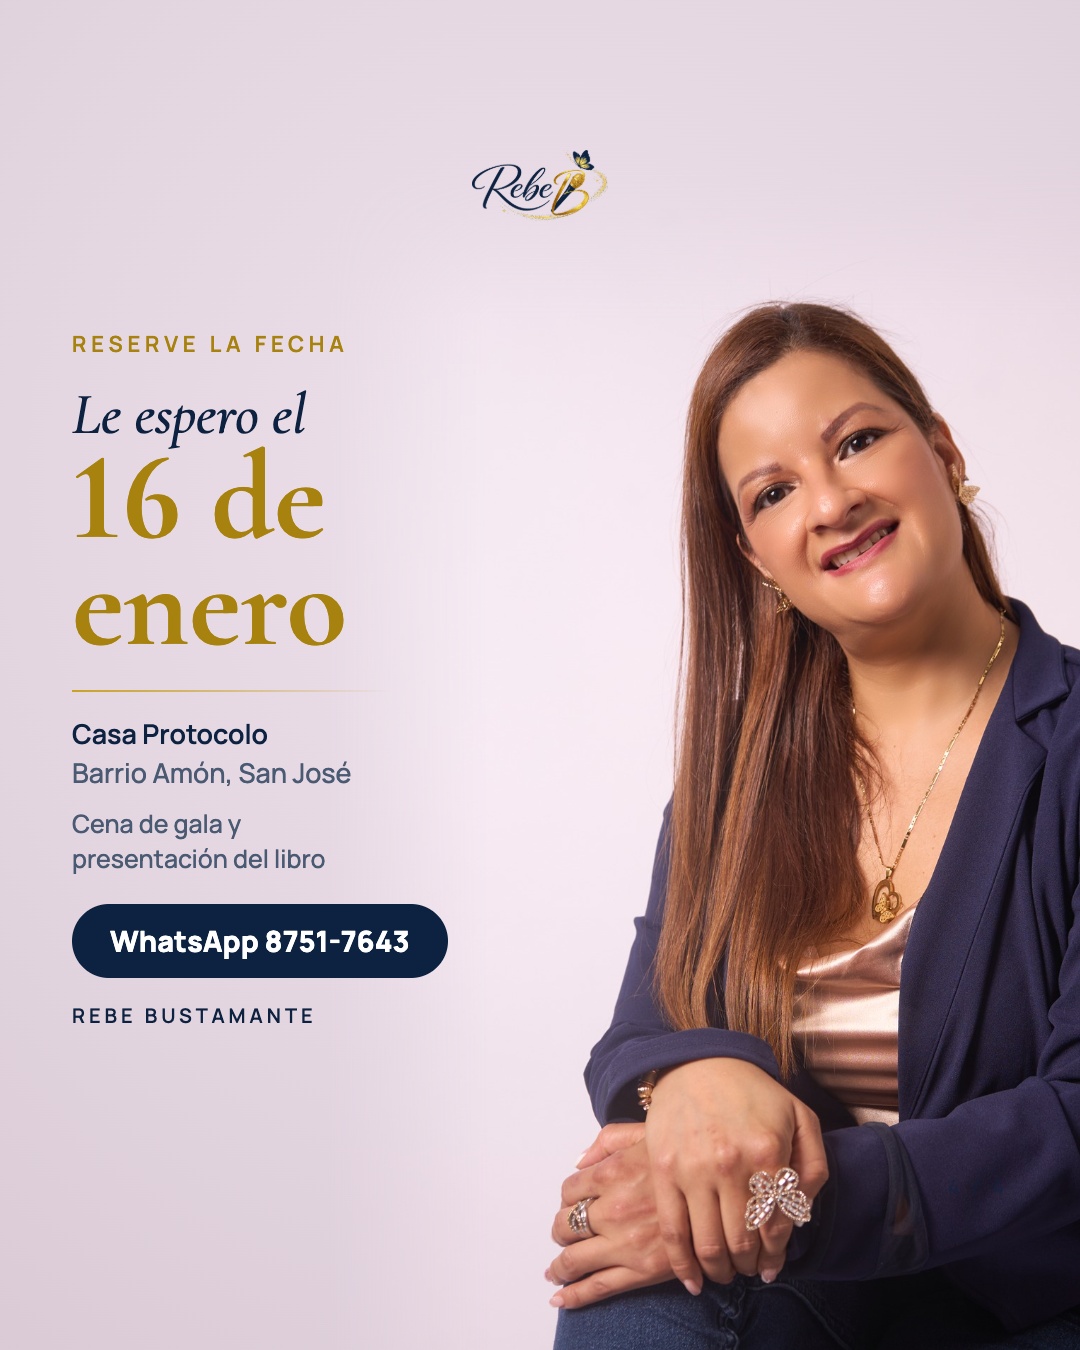 Rebe B
RESERVE LA FECHA
Le espero el
16 de
enero
Casa Protocolo
Barrio Amón, San José
Cena de gala y
presentación del libro
WhatsApp 8751-7643
REBE BUSTAMANTE